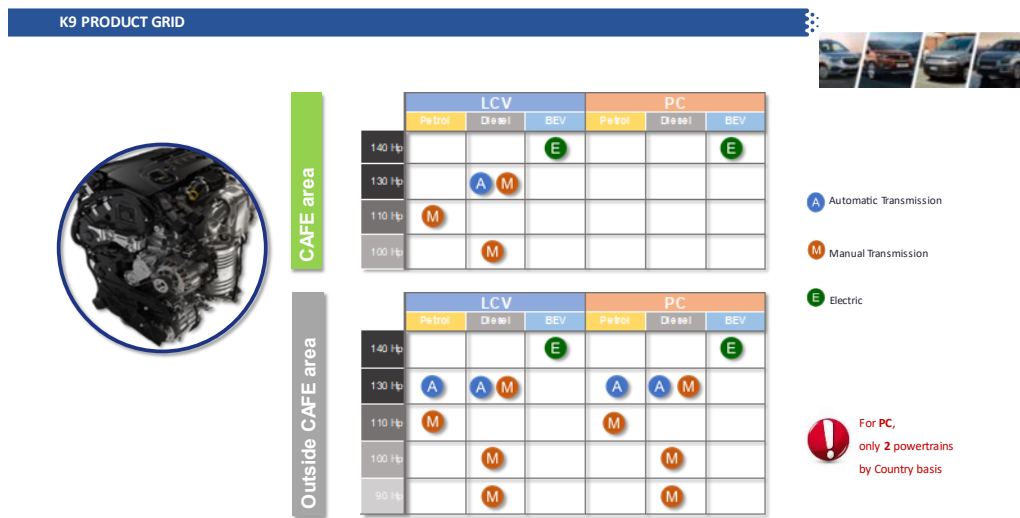 K9 PRODUCT GRID
CAFE area
LCV PC
Petrol Diesel BEV Petrol Diesel BEV
140 Hp E E
130 Hp A M
110 Hp M
100 Hp M
A Automatic Transmission
M Manual Transmission
E Electric
Outside CAFE area
LCV PC
Petrol Diesel BEV Petrol Diesel BEV
140 Hp E E
130 Hp A A M A A M
110 Hp M M
100 Hp M M
90 Hp M M
For PC,
only 2 powertrains
by Country basis